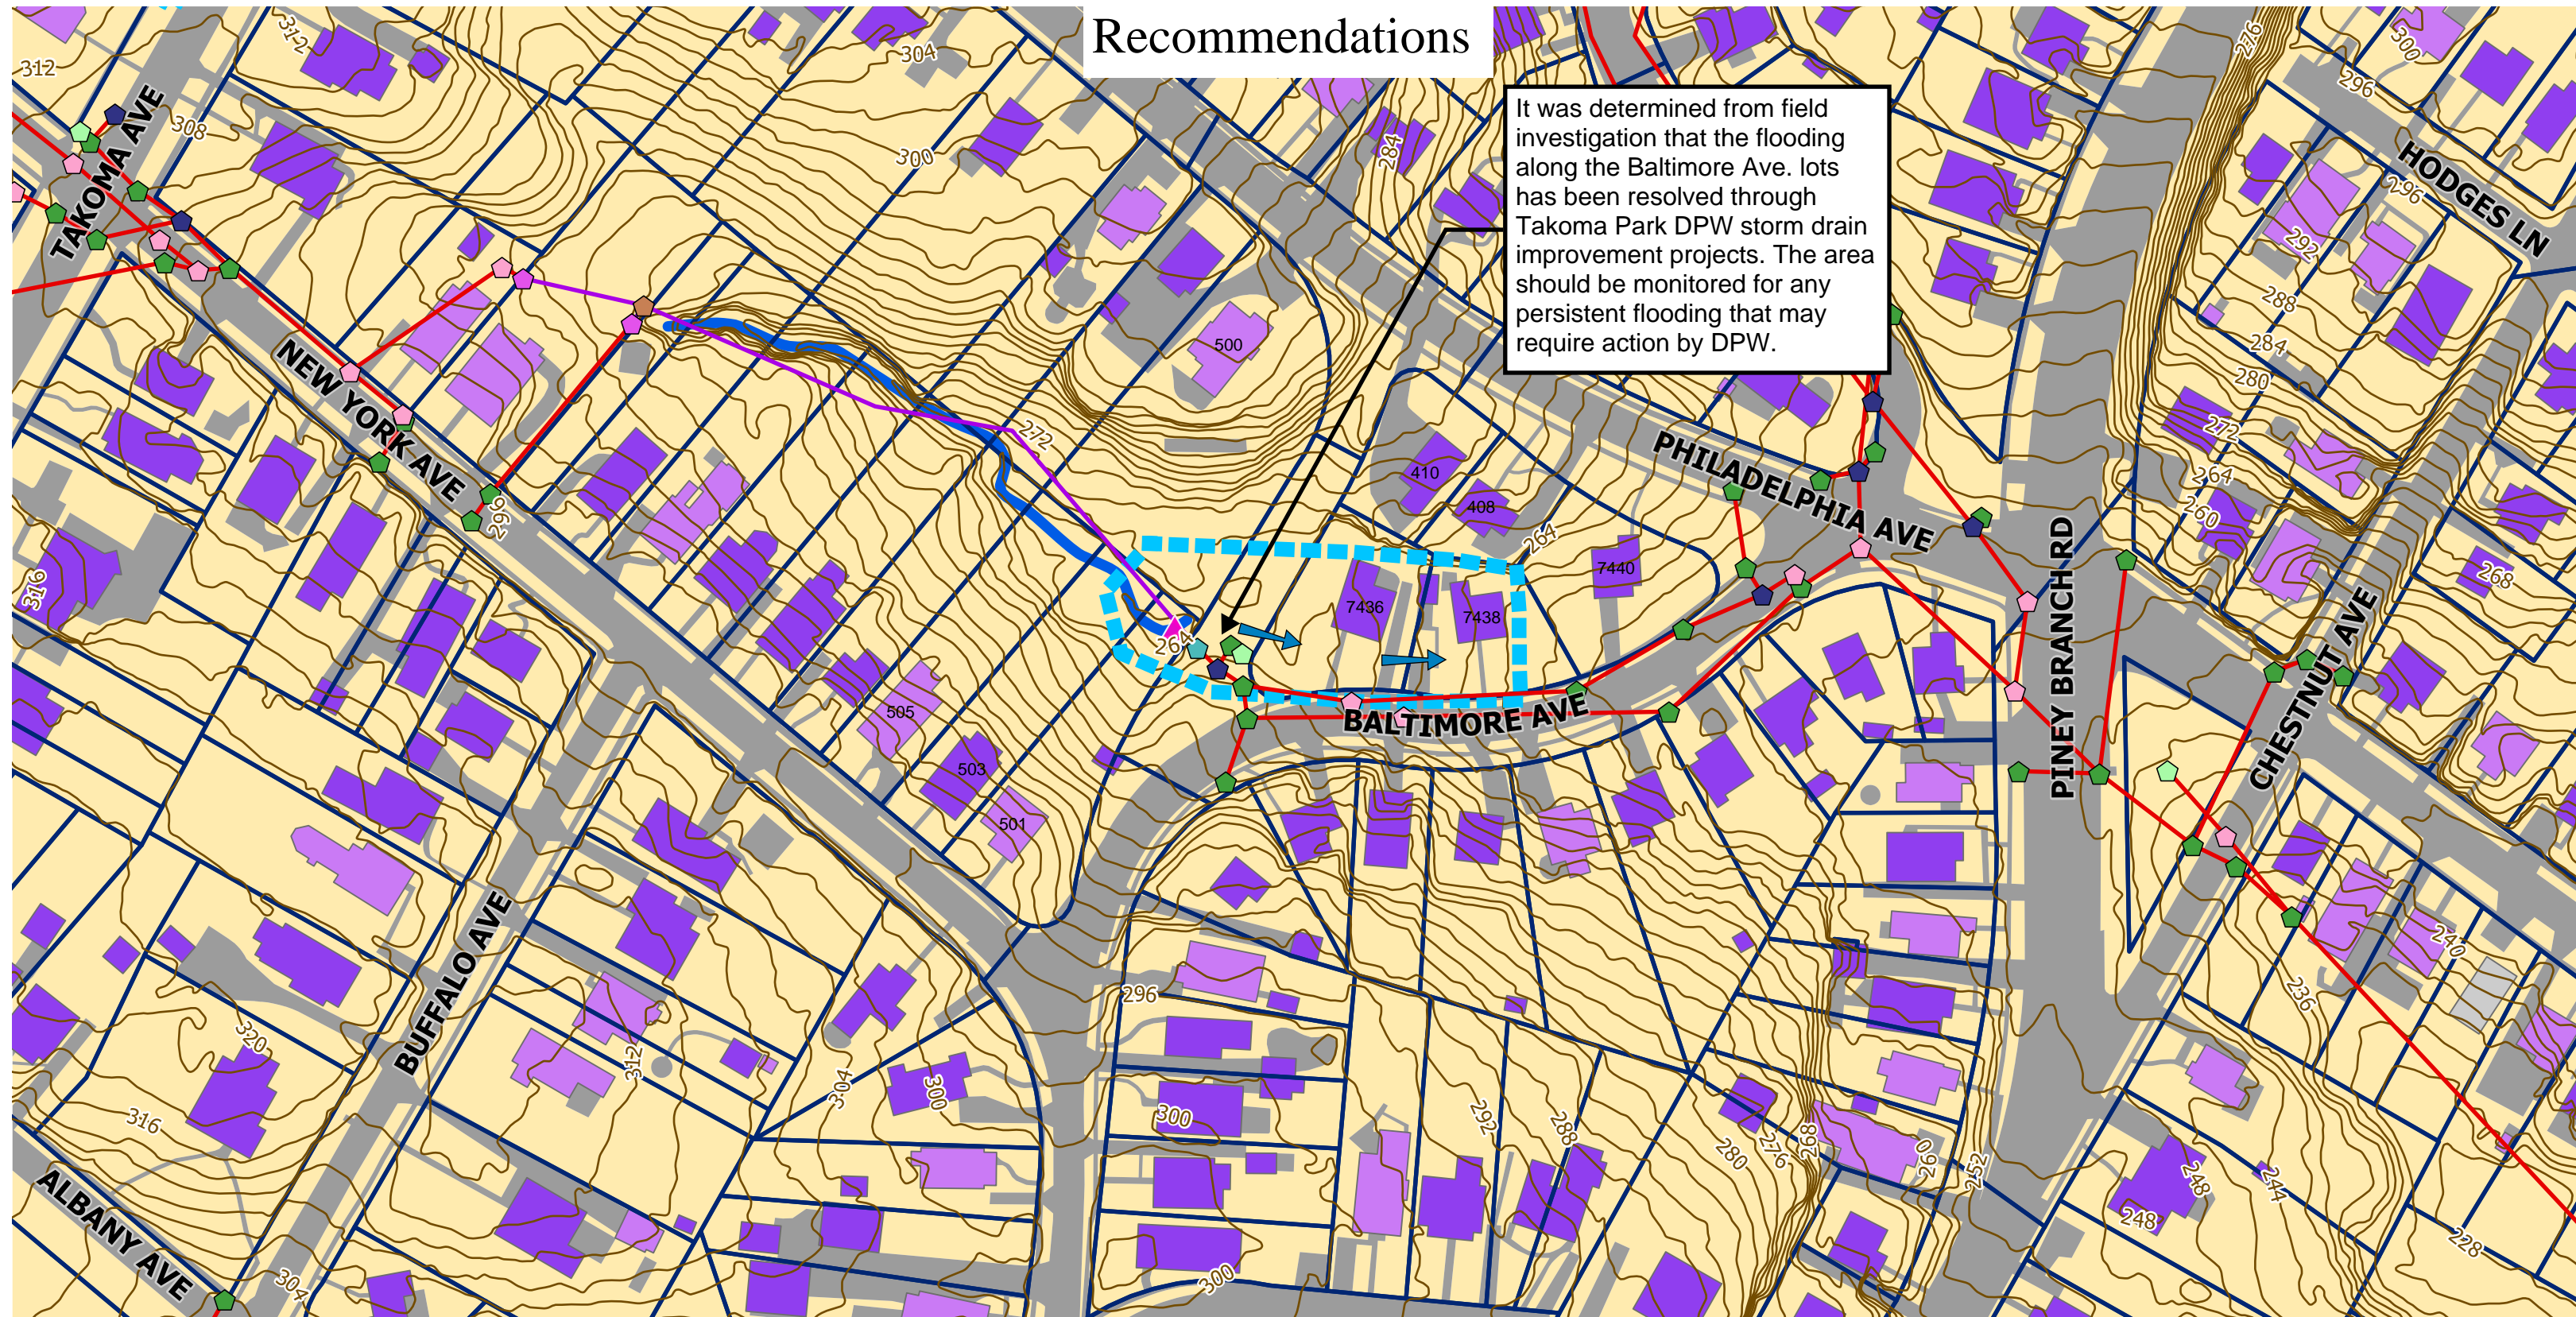 Recommendations
It was determined from field
investigation that the flooding
along the Baltimore Ave. lots
has been resolved through
Takoma Park DPW storm drain
improvement projects. The area
should be monitored for any
persistent flooding that may
require action by DPW.
312
312
304
276
300
296
TAKOMA AVE
308
300
284
HODGES LN
296
292
288
284
280
500
NEW YORK AVE
272
272
410
PHILADELPHIA AVE
264
408
260
296
264
7440
PINEY BRANCH RD
268
316
7436
7438
264
CHESTNUT AVE
505
BALTIMORE AVE
503
501
BUFFALO AVE
240
296
236
320
312
304
300
300
292
288
280
276
268
260
252
248
244
316
248
228
ALBANY AVE
304
300